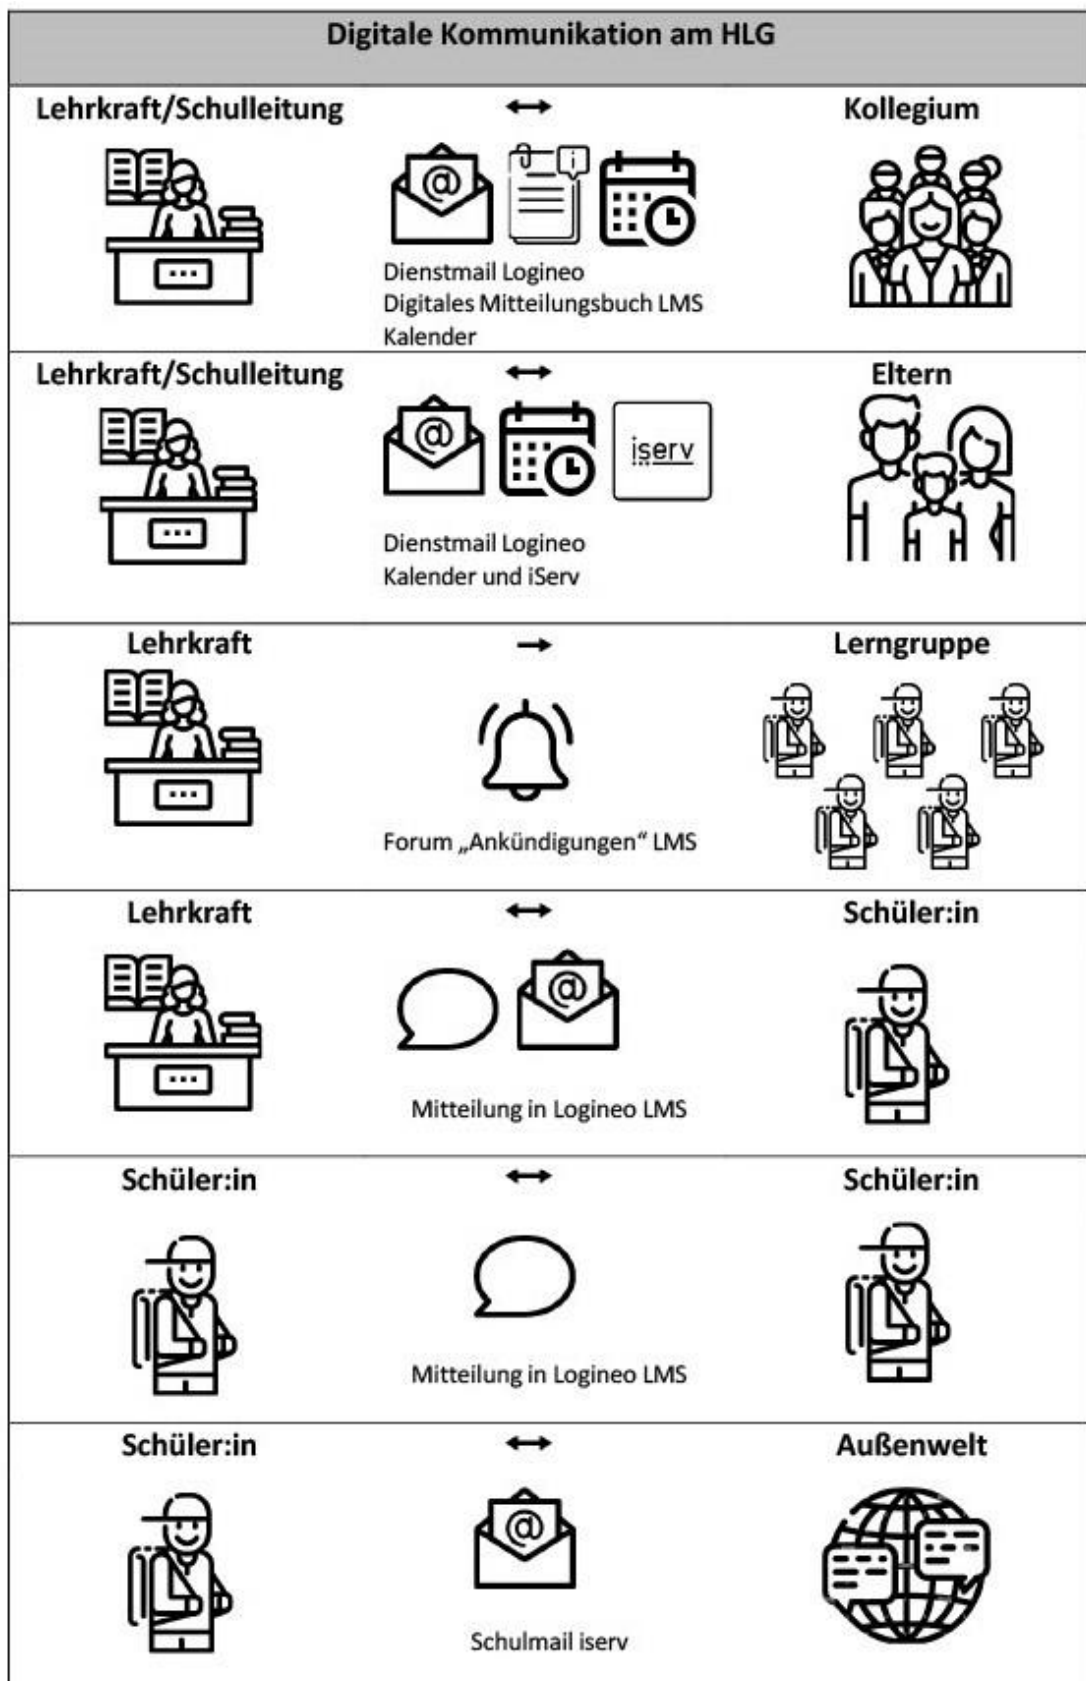 Digitale Kommunikation am HLG
Lehrkraft/Schulleitung ↔ Kollegium
Dienstmail Logineo
Digitales Mitteilungsbuch LMS
Kalender
Lehrkraft/Schulleitung ↔ Eltern
iserv
Dienstmail Logineo
Kalender und iServ
Lehrkraft → Lerngruppe
Forum „Ankündigungen“ LMS
Lehrkraft ↔ Schüler:in
Mitteilung in Logineo LMS
Schüler:in ↔ Schüler:in
Mitteilung in Logineo LMS
Schüler:in ↔ Außenwelt
Schulmail iserv